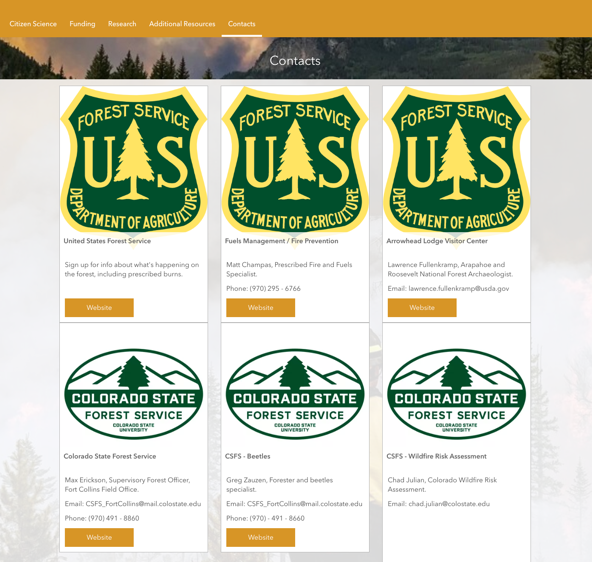 Citizen Science Funding Research Additional Resources Contacts
Contacts
FOREST SERVICE
US
DEPARTMENT OF AGRICULTURE
United States Forest Service
Sign up for info about what's happening on
the forest, including prescribed burns.
Website
FOREST SERVICE
US
DEPARTMENT OF AGRICULTURE
Fuels Management / Fire Prevention
Matt Champas, Prescribed Fire and Fuels
Specialist.
Phone: (970) 295 - 6766
Website
FOREST SERVICE
US
DEPARTMENT OF AGRICULTURE
Arrowhead Lodge Visitor Center
Lawrence Fullenkramp, Arapahoe and
Roosevelt National Forest Archaeologist.
Email: lawrence.fullenkramp@usda.gov
Website
COLORADO STATE
FOREST SERVICE
COLORADO STATE
UNIVERSITY
Colorado State Forest Service
Max Erickson, Supervisory Forest Officer,
Fort Collins Field Office.
Email: CSFS_FortCollins@mail.colostate.edu
Phone: (970) 491 - 8860
Website
COLORADO STATE
FOREST SERVICE
COLORADO STATE
UNIVERSITY
CSFS - Beetles
Greg Zauzen, Forester and beetles
specialist.
Email: CSFS_FortCollins@mail.colostate.edu
Phone: (970) - 491 - 8660
Website
COLORADO STATE
FOREST SERVICE
COLORADO STATE
UNIVERSITY
CSFS - Wildfire Risk Assessment
Chad Julian, Colorado Wildfire Risk
Assessment.
Email: chad.julian@colostate.edu